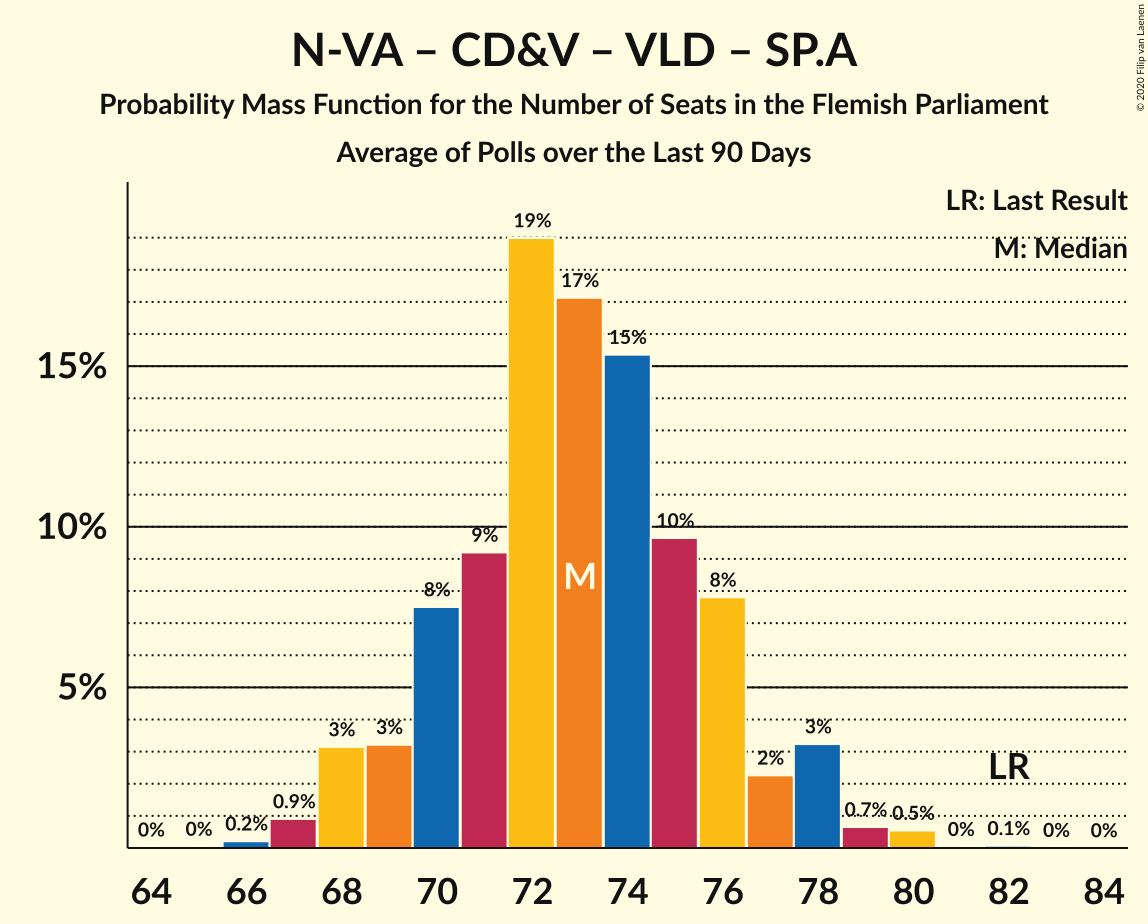 N-VA – CD&V – VLD – SP.A
Probability Mass Function for the Number of Seats in the Flemish Parliament
Average of Polls over the Last 90 Days
© 2020 Filip van Laenen
LR: Last Result
M: Median
19%
17%
15%
15%
10%
10%
9%
M
8%
8%
5%
3%
3%
3%
2%
LR
0.9%
0.7%
0.5%
0%
0%
0.2%
0%
0.1%
0%
0%
64 66 68 70 72 74 76 78 80 82 84